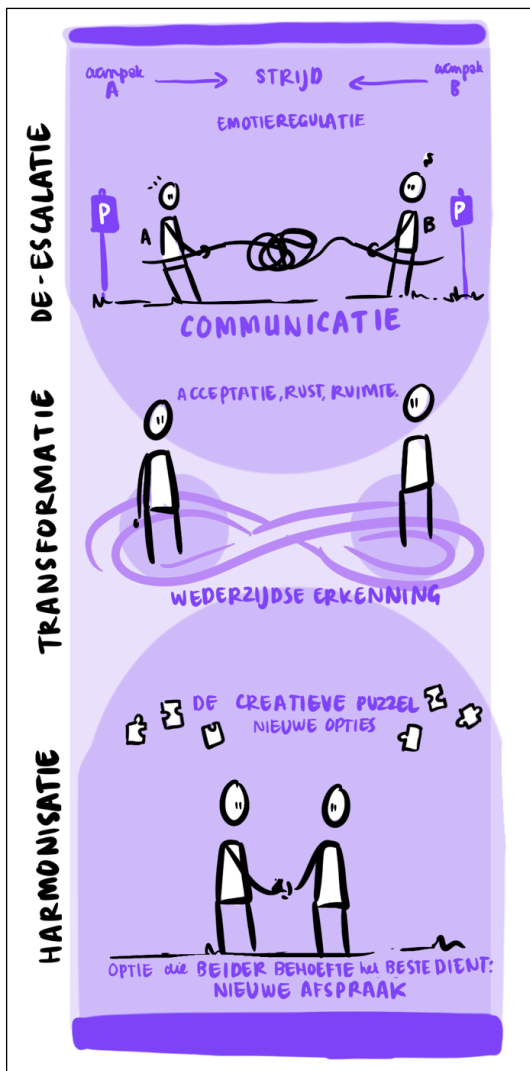 DE-ESCALATIE
aanpak A
STRIJD
aanpak B
EMOTIEREGULATIE
P
P
A
B
COMMUNICATIE
TRANSFORMATIE
ACCEPTATIE, RUST, RUIMTE.
WEDERZIJDSE ERKENNING
HARMONISATIE
DE CREATIEVE PUZZEL
NIEUWE OPTIES
OPTIE die BEIDER BEHOEFTE het BESTE DIENT:
NIEUWE AFSPRAAK